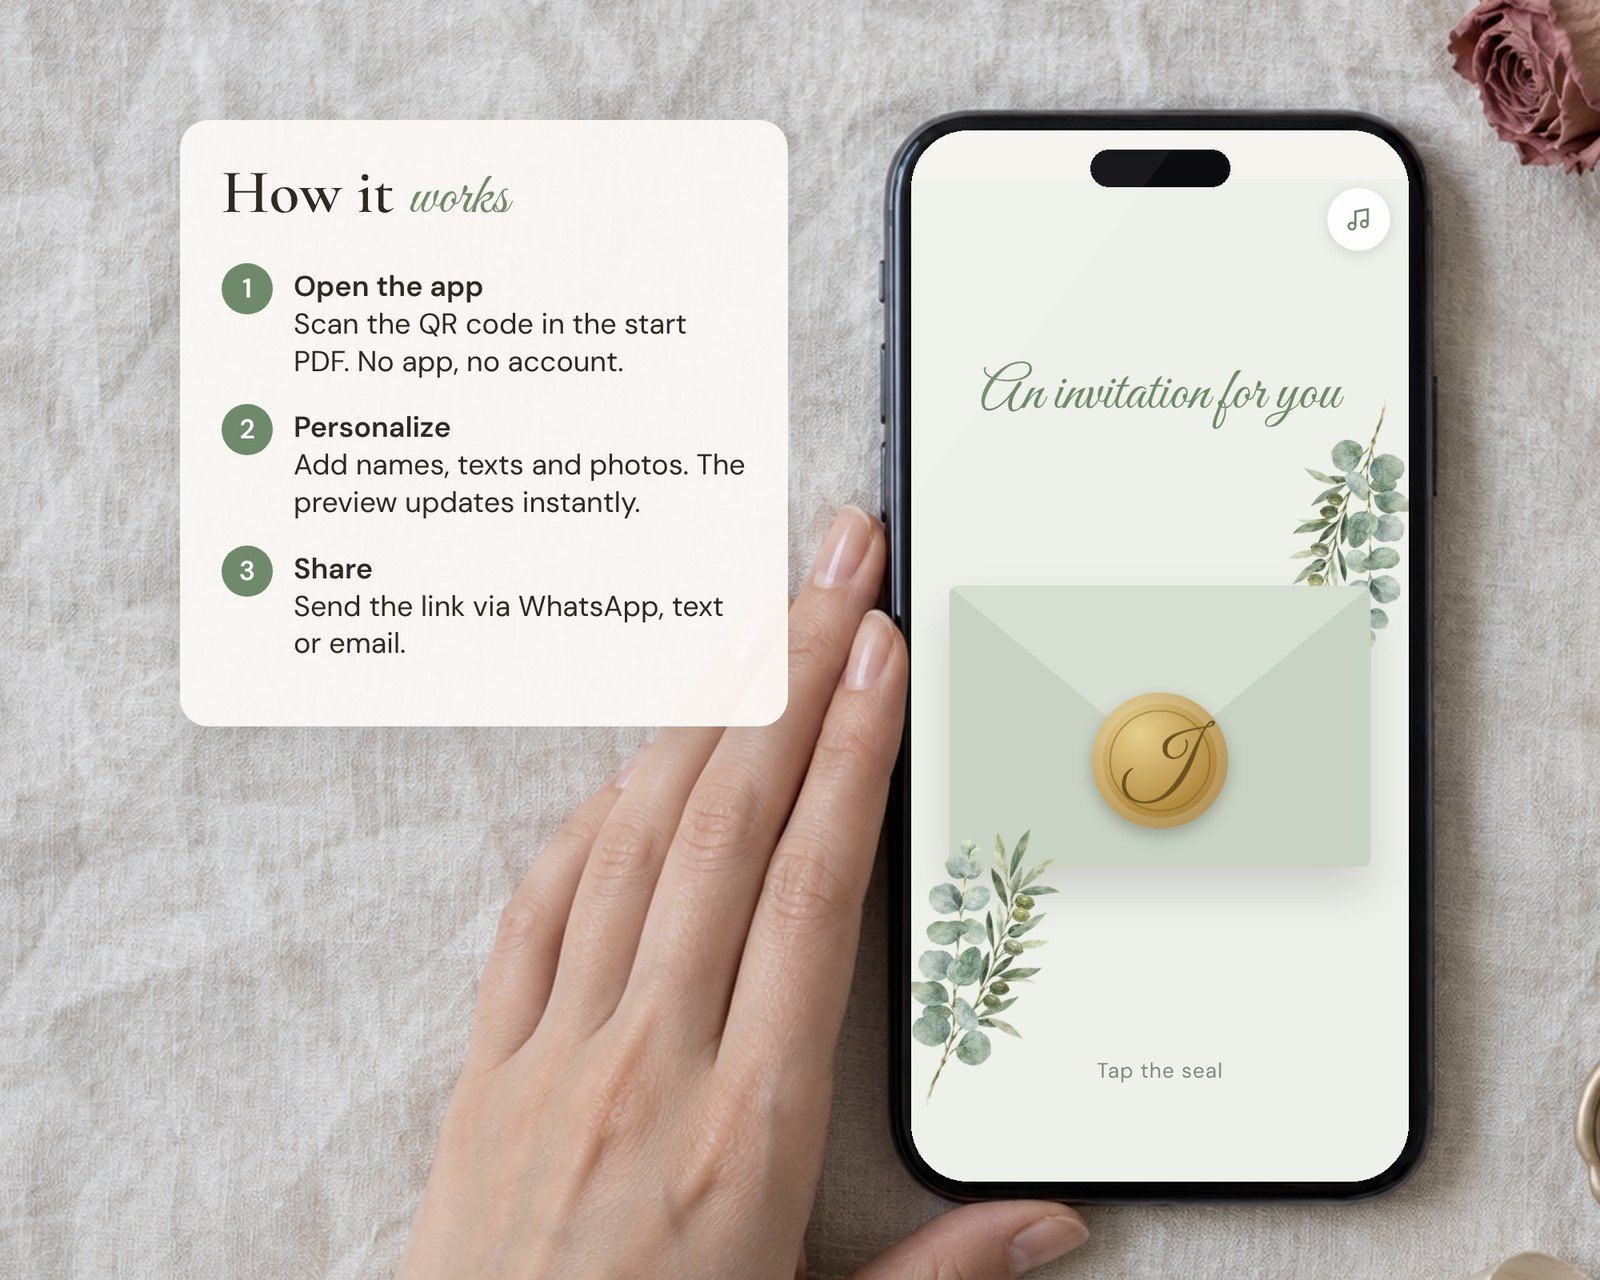 How it works
1
Open the app
Scan the QR code in the start
PDF. No app, no account.
2
Personalize
Add names, texts and photos. The
preview updates instantly.
3
Share
Send the link via WhatsApp, text
or email.
An invitation for you
J
Tap the seal